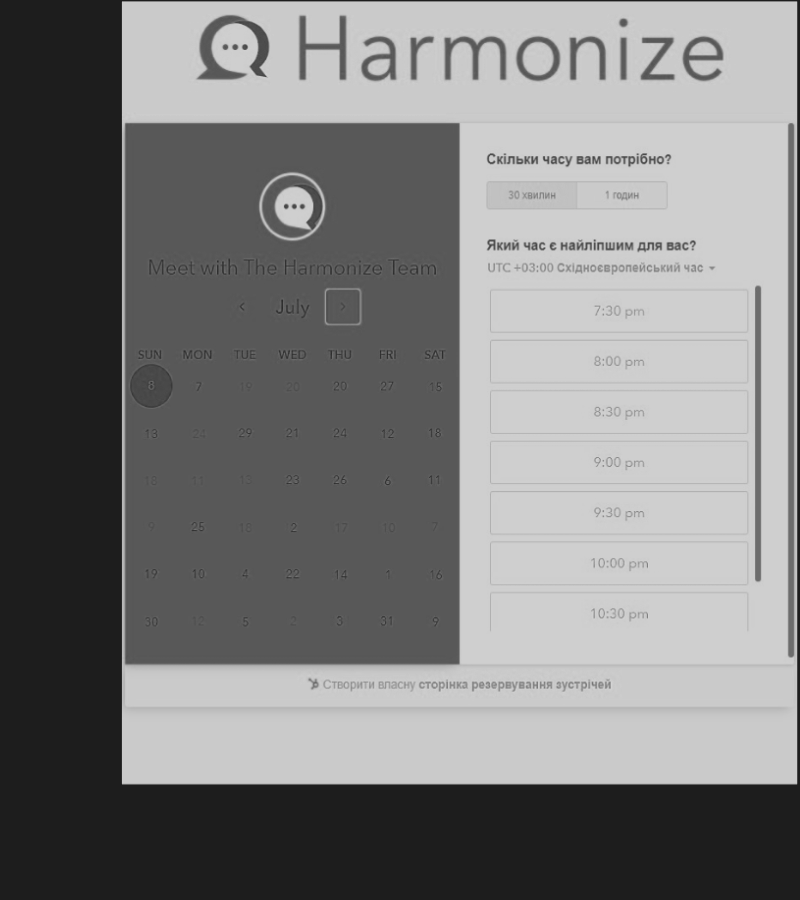 Harmonize
Meet with The Harmonize Team
July
SUN MON TUE WED THU FRI SAT
8 7 19 20 20 27 15
13 24 29 21 24 12 18
18 11 13 23 26 6 11
9 25 18 2 17 10 7
19 10 4 22 14 1 16
30 12 5 2 3 31 9
Скільки часу вам потрібно?
30 хвилин 1 годин
Який час є найліпшим для вас?
UTC +03:00 Східноєвропейський час
7:30 pm
8:00 pm
8:30 pm
9:00 pm
9:30 pm
10:00 pm
10:30 pm
Створити власну сторінка резервування зустрічей